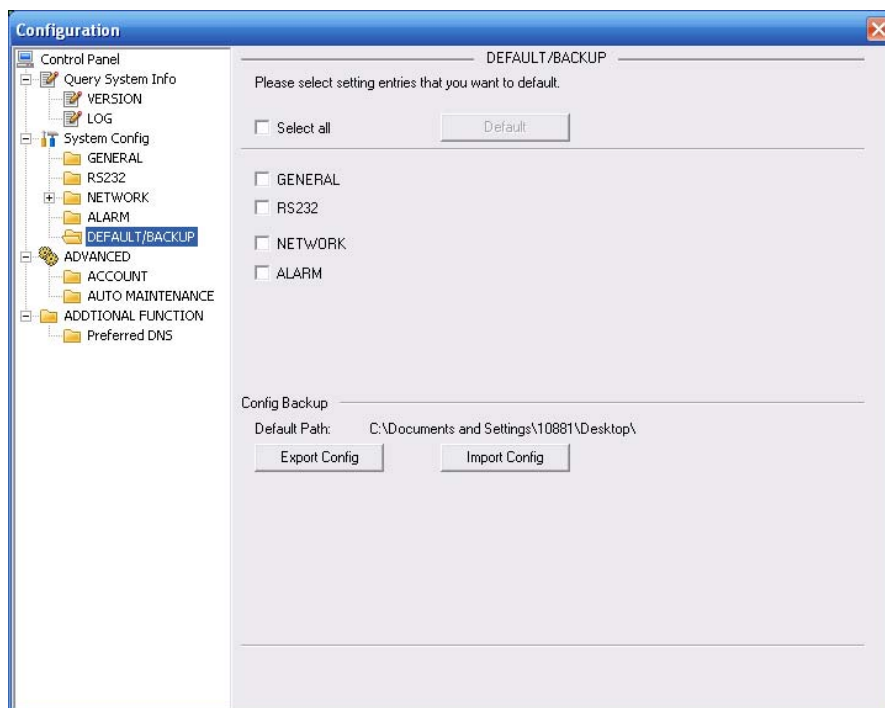 Configuration
Control Panel
Query System Info
VERSION
LOG
System Config
GENERAL
RS232
NETWORK
ALARM
DEFAULT/BACKUP
ADVANCED
ACCOUNT
AUTO MAINTENANCE
ADDTIONAL FUNCTION
Preferred DNS
DEFAULT/BACKUP
Please select setting entries that you want to default.
Select all Default
GENERAL
RS232
NETWORK
ALARM
Config Backup
Default Path: C:\Documents and Settings\10881\Desktop\
Export Config Import Config